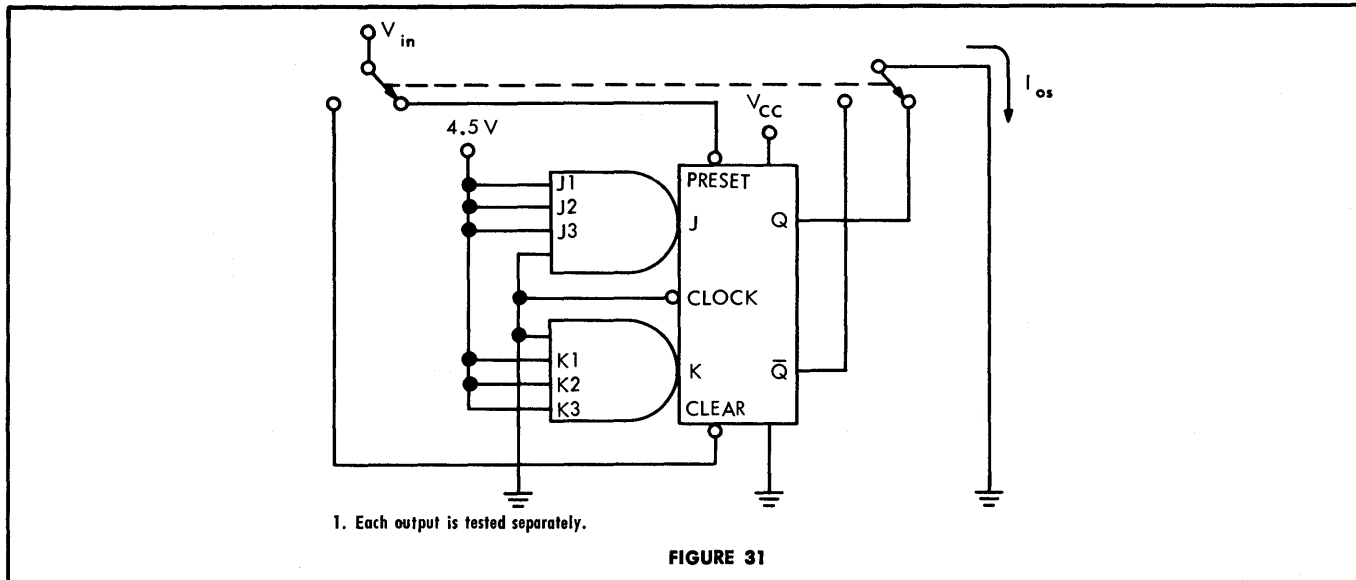 V in
I os
4.5 V
V CC
PRESET
J1
J2
J3
J
Q
CLOCK
K1
K2
K3
K
Q̅
CLEAR
1. Each output is tested separately.
FIGURE 31